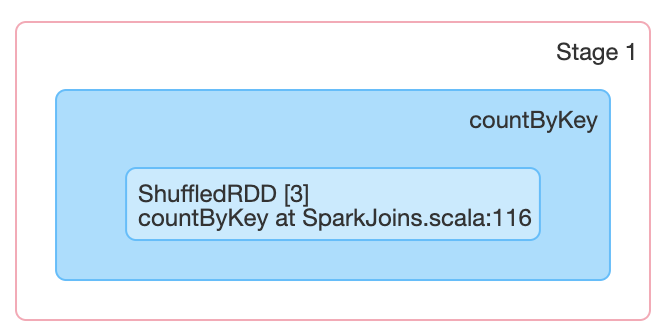 Stage 1
countByKey
ShuffledRDD [3]
countByKey at SparkJoins.scala:116